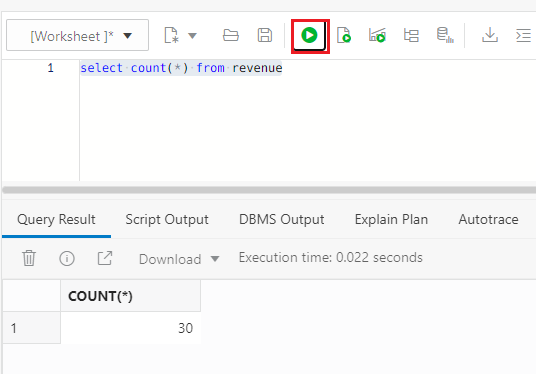 [Worksheet ]*
1 select count(*) from revenue
Query Result Script Output DBMS Output Explain Plan Autotrace
Download Execution time: 0.022 seconds
COUNT(*)
1 30